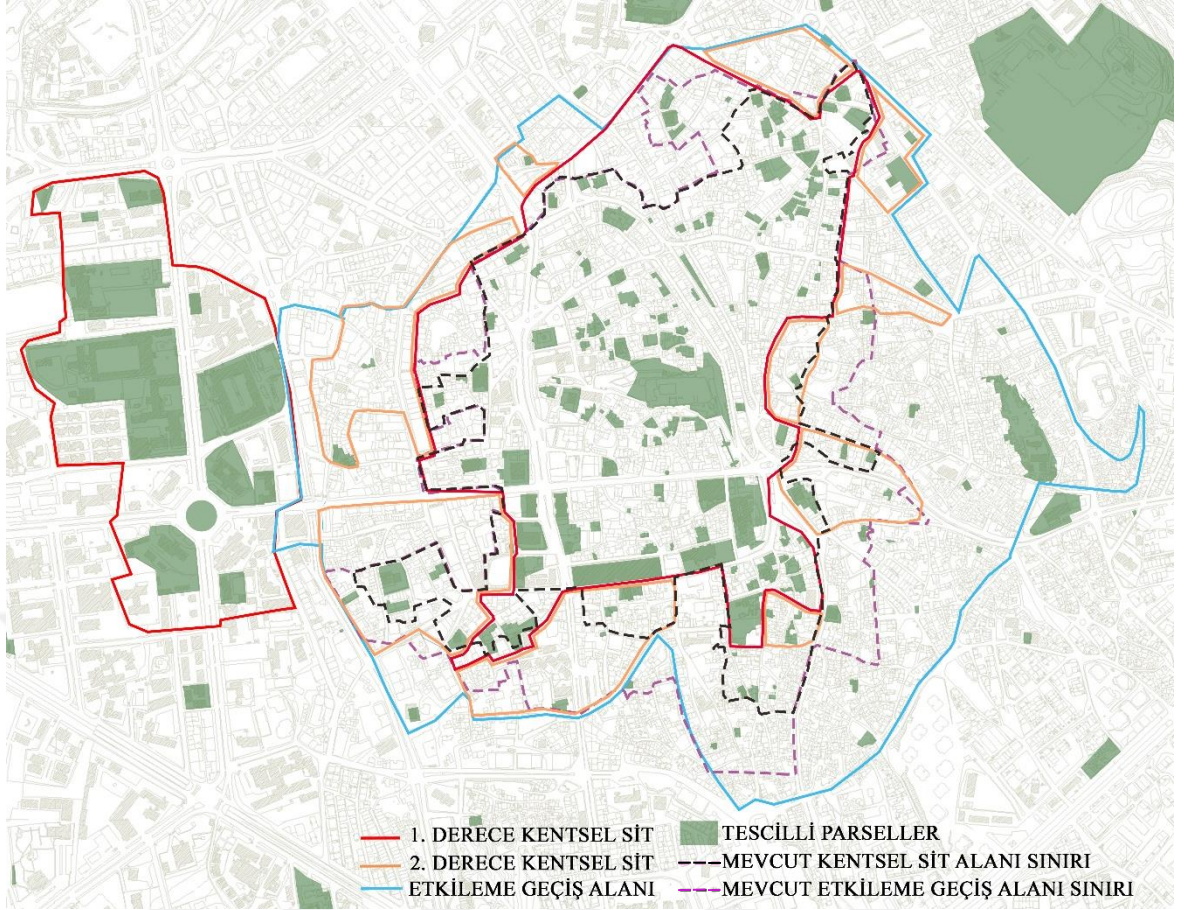 1. DERECE KENTSEL SİT
2. DERECE KENTSEL SİT
ETKİLEME GEÇİŞ ALANI
TESCİLLİ PARSELLER
MEVCUT KENTSEL SİT ALANI SINIRI
MEVCUT ETKİLEME GEÇİŞ ALANI SINIRI